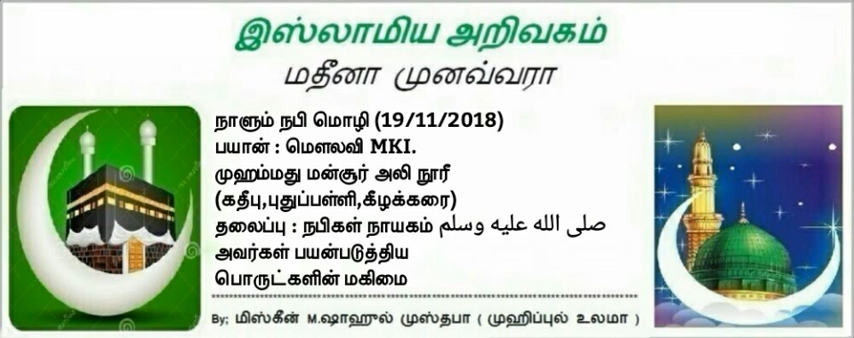 இஸ்லாமிய அறிவகம்
மதீனா முனவ்வரா
நாளும் நபி மொழி (19/11/2018)
பயான் : மௌலவி MKI.
முஹம்மது மன்சூர் அலி நூரீ
(கதீபு,புதுப்பள்ளி,கீழக்கரை)
தலைப்பு : நபிகள் நாயகம் صلى الله عليه وسلم
அவர்கள் பயன்படுத்திய
பொருட்களின் மகிமை
By; மிஸ்கீன் M.ஷாஹுல் முஸ்தபா ( முஹிப்புல் உலமா )